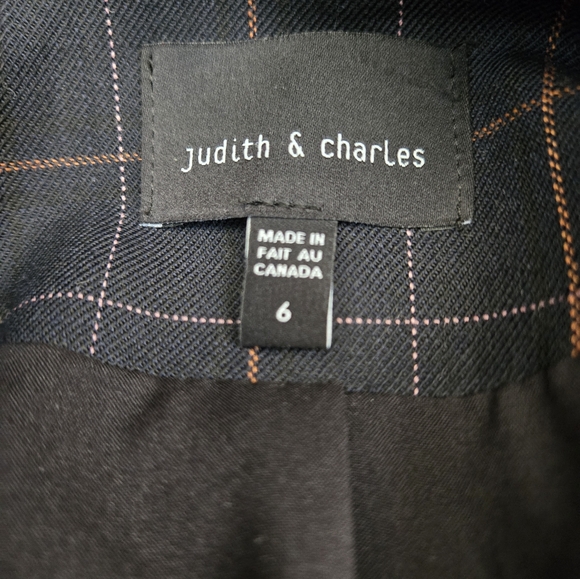 judith & charles
MADE IN
FAIT AU
CANADA
6